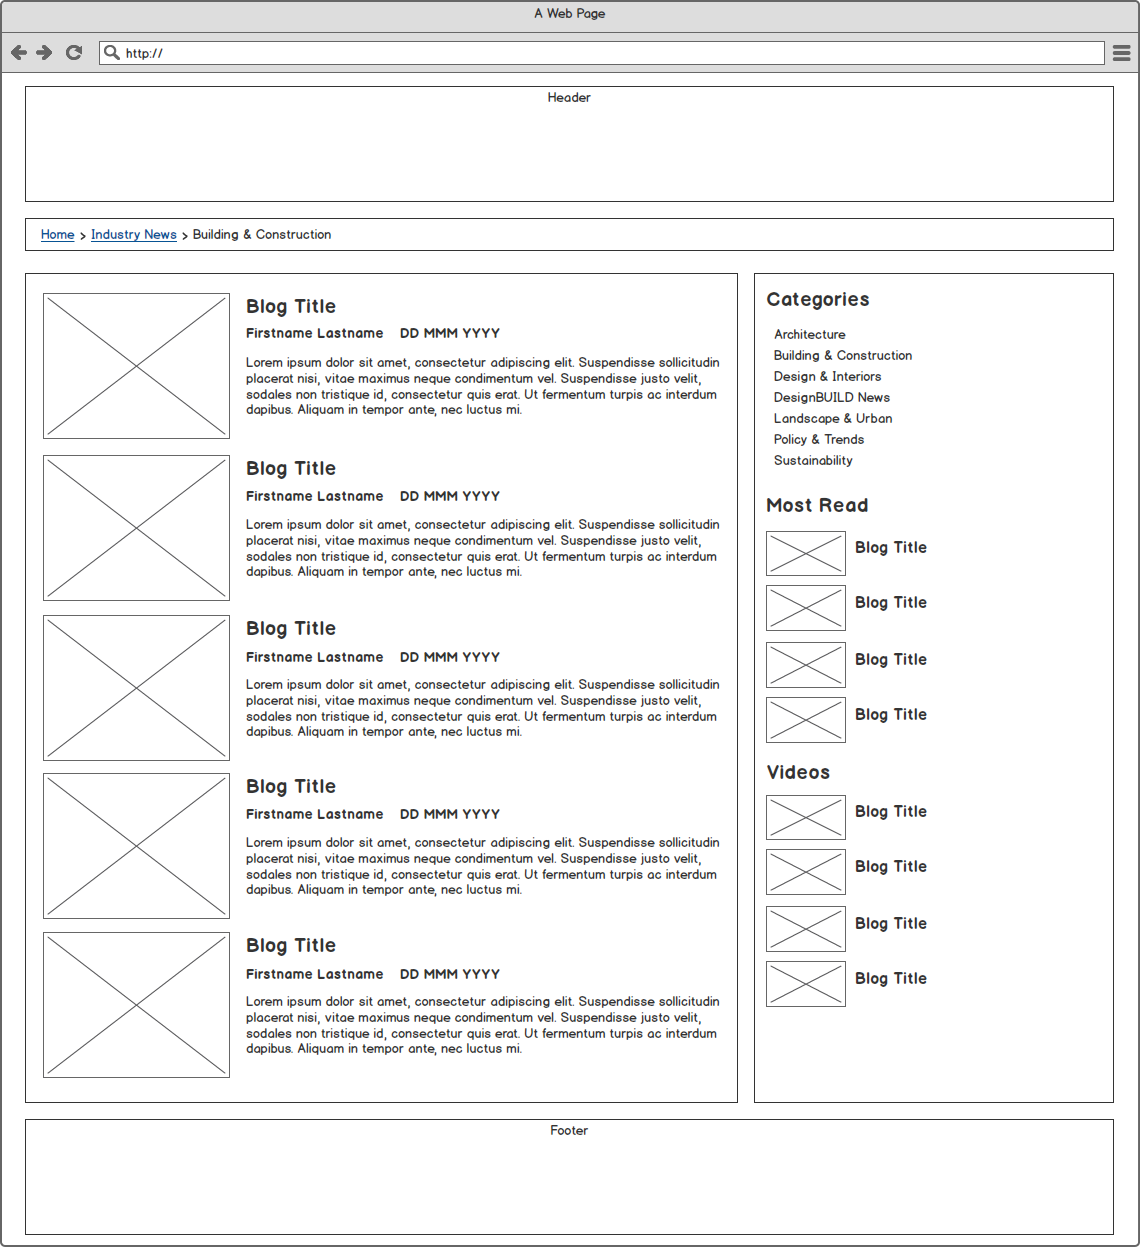 A Web Page
http://
Header
Home > Industry News > Building & Construction
Blog Title
Firstname Lastname DD MMM YYYY
Lorem ipsum dolor sit amet, consectetur adipiscing elit. Suspendisse sollicitudin
placerat nisi, vitae maximus neque condimentum vel. Suspendisse justo velit,
sodales non tristique id, consectetur quis erat. Ut fermentum turpis ac interdum
dapibus. Aliquam in tempor ante, nec luctus mi.
Blog Title
Firstname Lastname DD MMM YYYY
Lorem ipsum dolor sit amet, consectetur adipiscing elit. Suspendisse sollicitudin
placerat nisi, vitae maximus neque condimentum vel. Suspendisse justo velit,
sodales non tristique id, consectetur quis erat. Ut fermentum turpis ac interdum
dapibus. Aliquam in tempor ante, nec luctus mi.
Blog Title
Firstname Lastname DD MMM YYYY
Lorem ipsum dolor sit amet, consectetur adipiscing elit. Suspendisse sollicitudin
placerat nisi, vitae maximus neque condimentum vel. Suspendisse justo velit,
sodales non tristique id, consectetur quis erat. Ut fermentum turpis ac interdum
dapibus. Aliquam in tempor ante, nec luctus mi.
Blog Title
Firstname Lastname DD MMM YYYY
Lorem ipsum dolor sit amet, consectetur adipiscing elit. Suspendisse sollicitudin
placerat nisi, vitae maximus neque condimentum vel. Suspendisse justo velit,
sodales non tristique id, consectetur quis erat. Ut fermentum turpis ac interdum
dapibus. Aliquam in tempor ante, nec luctus mi.
Blog Title
Firstname Lastname DD MMM YYYY
Lorem ipsum dolor sit amet, consectetur adipiscing elit. Suspendisse sollicitudin
placerat nisi, vitae maximus neque condimentum vel. Suspendisse justo velit,
sodales non tristique id, consectetur quis erat. Ut fermentum turpis ac interdum
dapibus. Aliquam in tempor ante, nec luctus mi.
Categories
Architecture
Building & Construction
Design & Interiors
DesignBUILD News
Landscape & Urban
Policy & Trends
Sustainability
Most Read
Blog Title
Blog Title
Blog Title
Blog Title
Videos
Blog Title
Blog Title
Blog Title
Blog Title
Footer